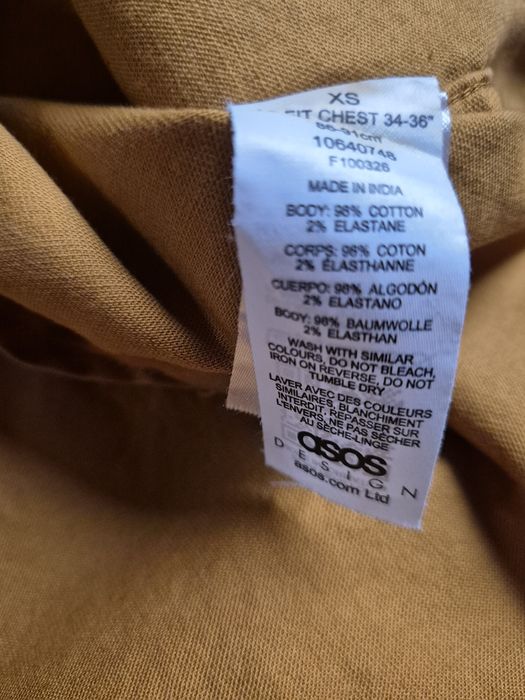 XS
FIT CHEST 34-36"
86-91cm
10640748
F100326
MADE IN INDIA
BODY: 98% COTTON
2% ELASTANE
CORPS: 98% COTON
2% ÉLASTHANNE
CUERPO: 98% ALGODÓN
2% ELASTANO
BODY: 98% BAUMWOLLE
2% ELASTHAN
WASH WITH SIMILAR
COLOURS, DO NOT BLEACH,
IRON ON REVERSE, DO NOT
TUMBLE DRY
LAVER AVEC DES COULEURS
SIMILAIRES, BLANCHIMENT
INTERDIT, REPASSER SUR
L'ENVERS, NE PAS SÉCHER
AU SÈCHE-LINGE
asos
DESIGN
asos.com Ltd